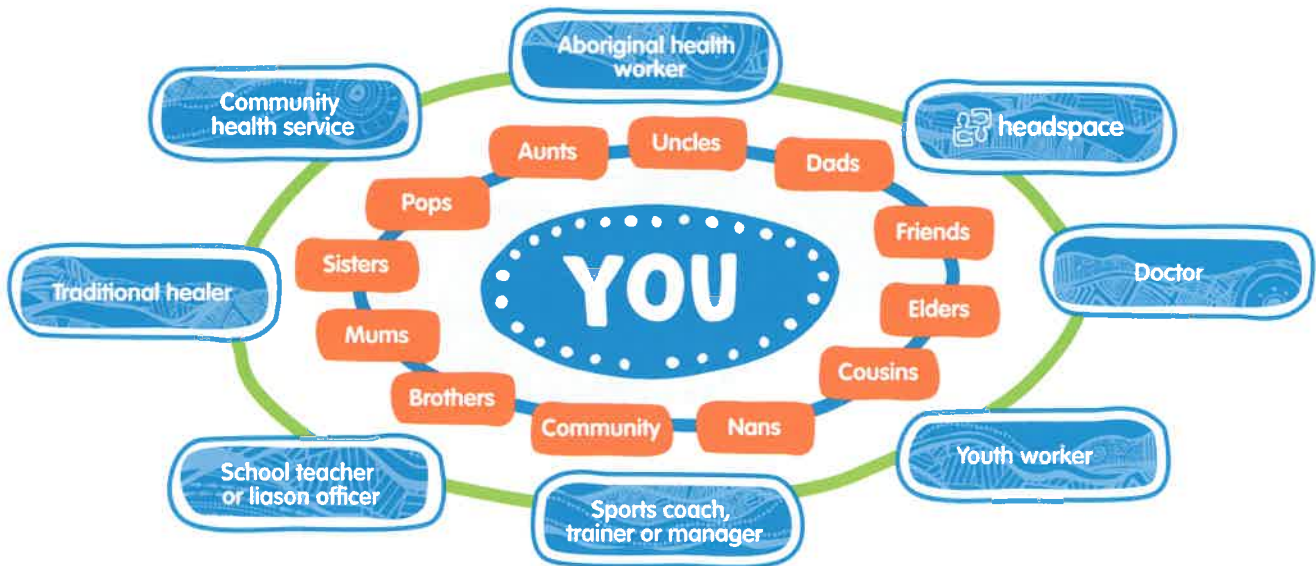 Aboriginal health
worker
Community
health service
headspace
Aunts
Uncles
Dads
Pops
Friends
Sisters
YOU
Traditional healer
Doctor
Elders
Mums
Cousins
Brothers
Community
Nans
School teacher
or liason officer
Youth worker
Sports coach,
trainer or manager